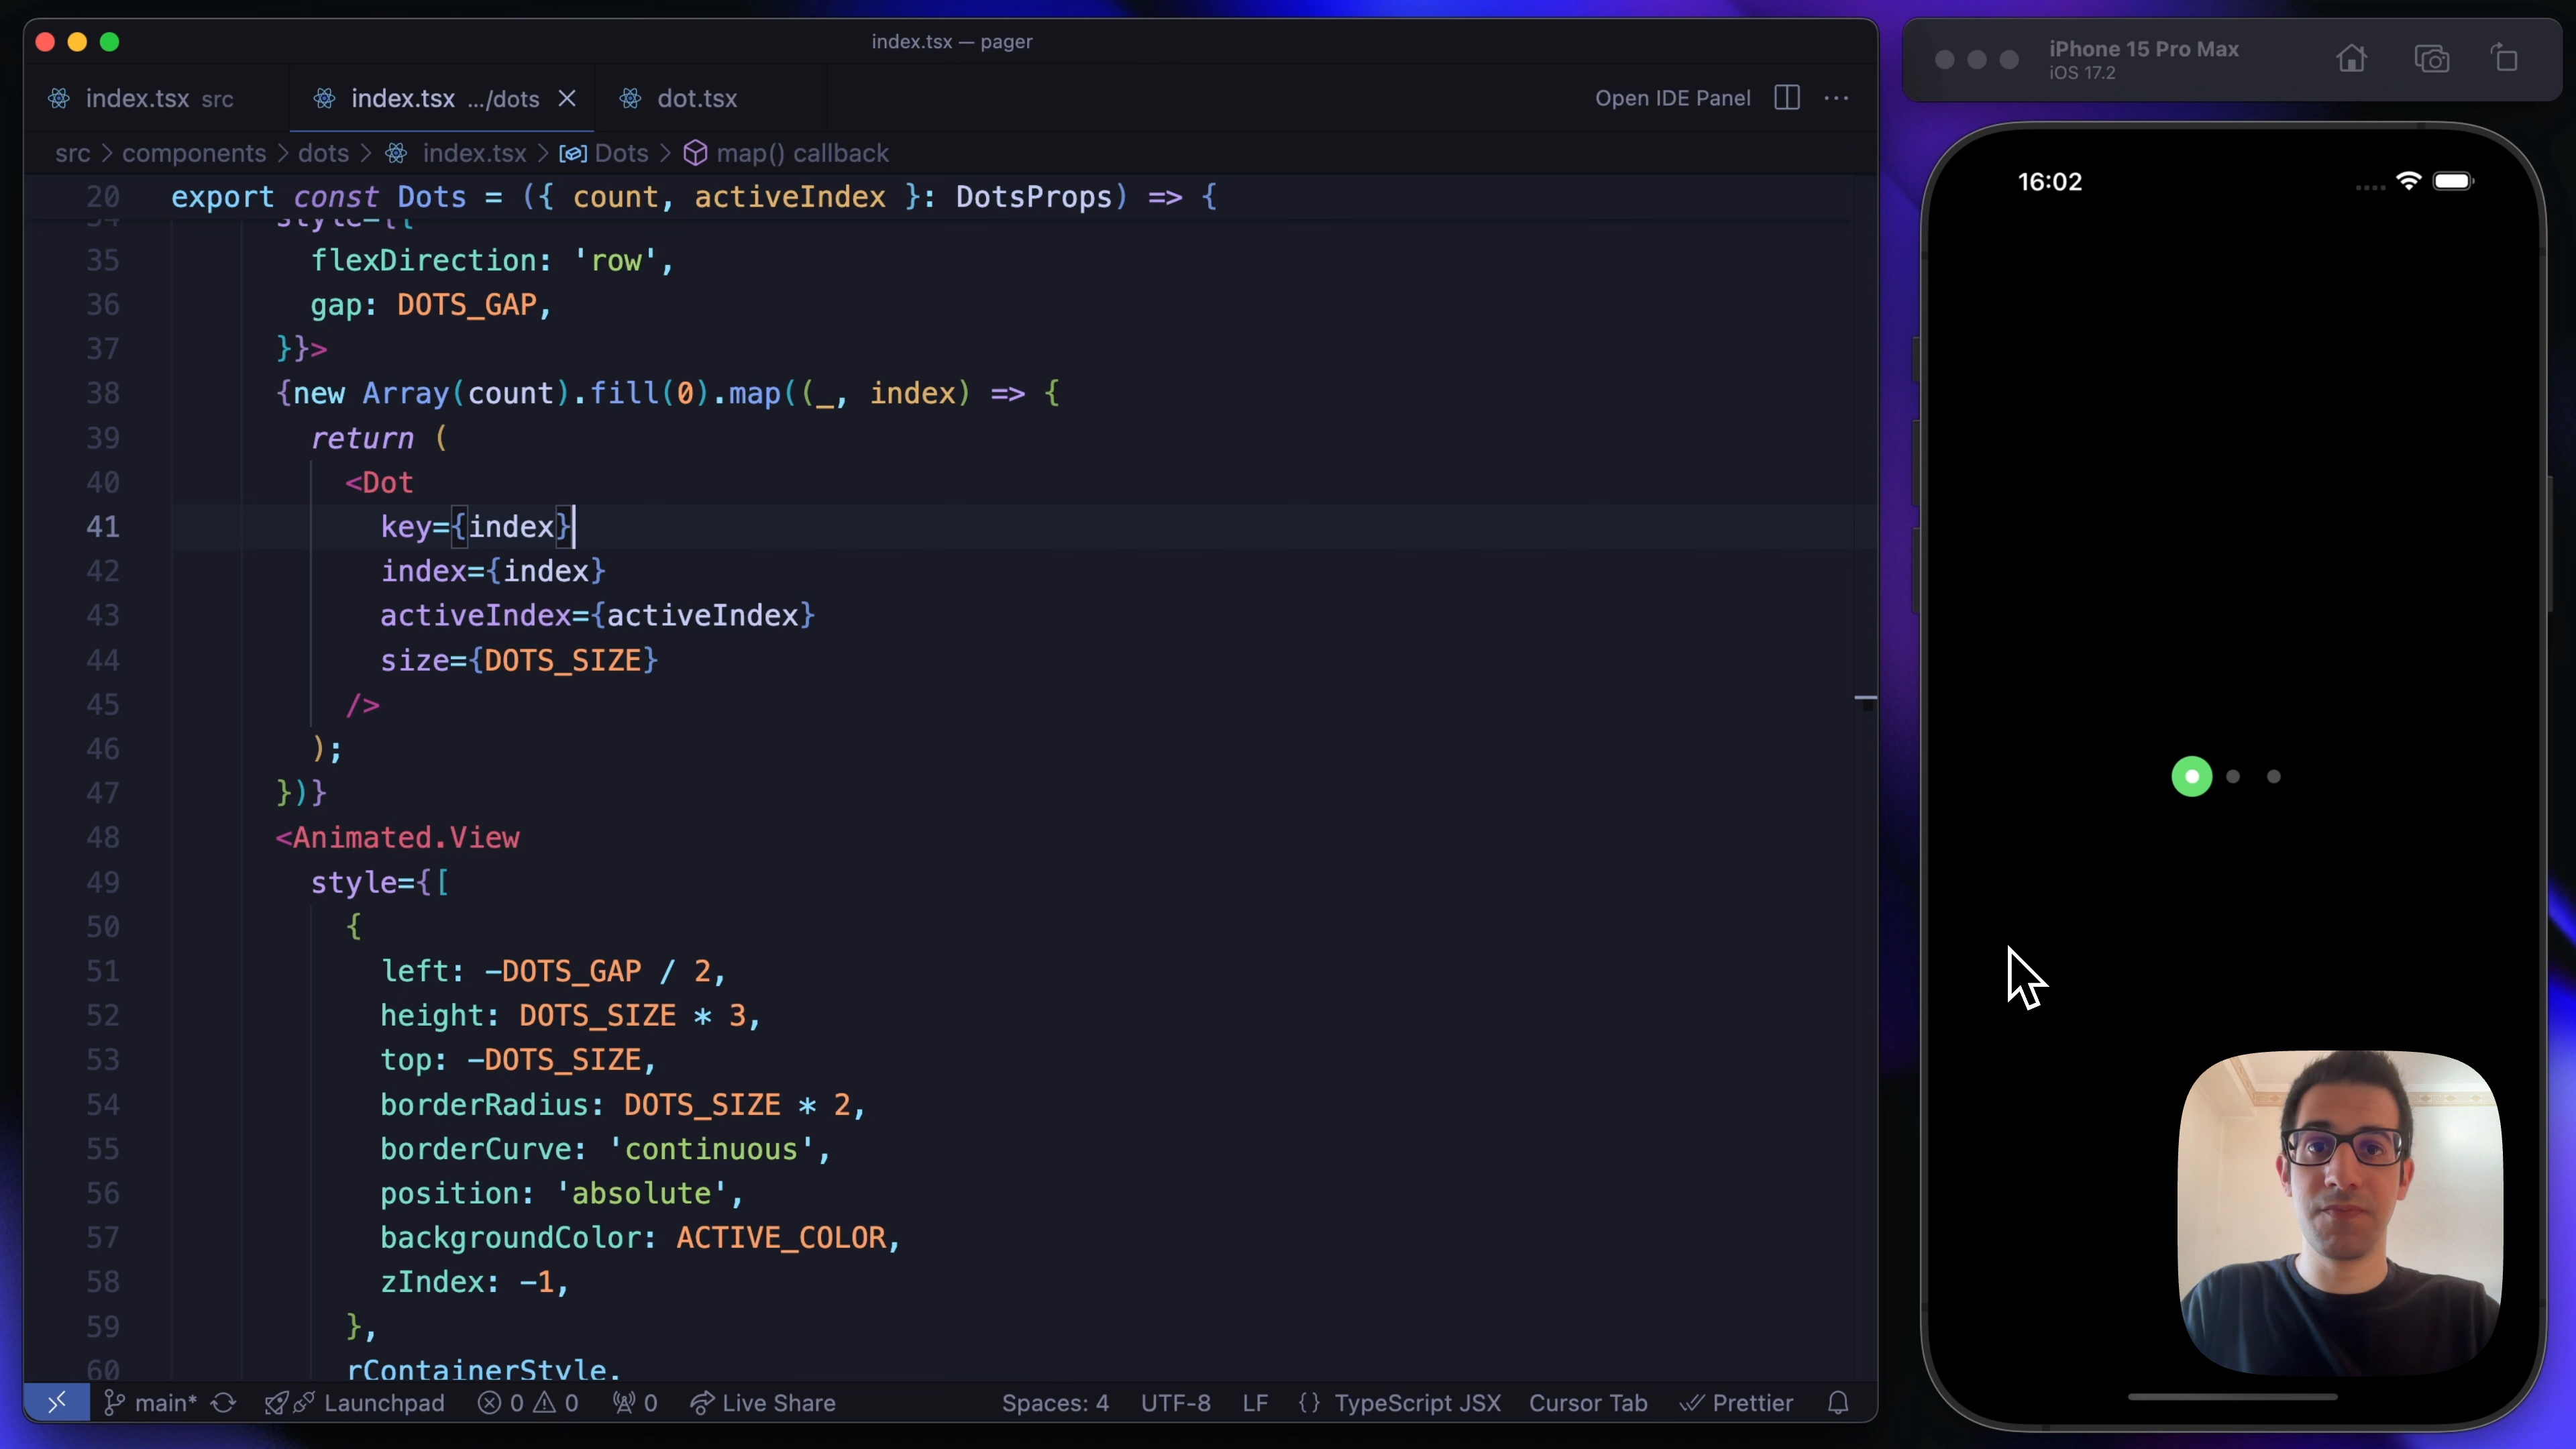 index.tsx — pager
index.tsx src
index.tsx .../dots
dot.tsx
Open IDE Panel
src > components > dots > index.tsx > Dots > map() callback
20 export const Dots = ({ count, activeIndex }: DotsProps) => {
34 style={{
35 flexDirection: 'row',
36 gap: DOTS_GAP,
37 }}>
38 {new Array(count).fill(0).map((_, index) => {
39 return (
40 <Dot
41 key={index}
42 index={index}
43 activeIndex={activeIndex}
44 size={DOTS_SIZE}
45 />
46 );
47 })}
48 <Animated.View
49 style={[
50 {
51 left: -DOTS_GAP / 2,
52 height: DOTS_SIZE * 3,
53 top: -DOTS_SIZE,
54 borderRadius: DOTS_SIZE * 2,
55 borderCurve: 'continuous',
56 position: 'absolute',
57 backgroundColor: ACTIVE_COLOR,
58 zIndex: -1,
59 },
60 rContainerStyle,
main* Launchpad 0 0 0 Live Share
Spaces: 4 UTF-8 LF {} TypeScript JSX Cursor Tab Prettier
iPhone 15 Pro Max
iOS 17.2
16:02